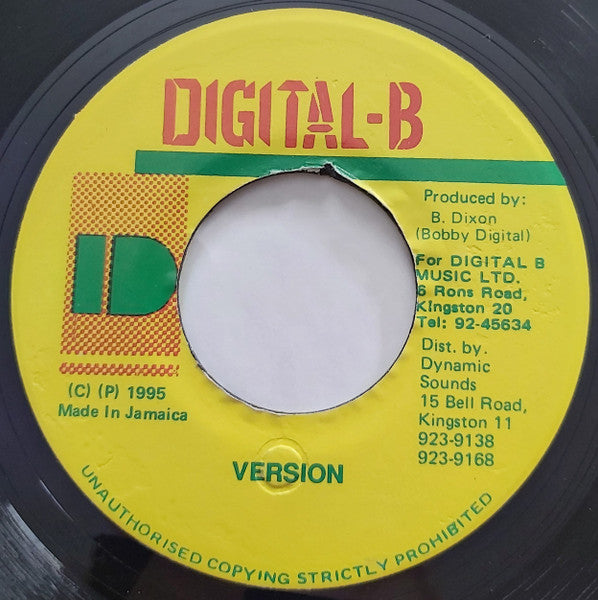 DIGITAL-B
D
Produced by:
B. Dixon
(Bobby Digital)
For DIGITAL B
MUSIC LTD.
6 Rons Road,
Kingston 20
Tel: 92-45634
Dist. by.
Dynamic
Sounds
15 Bell Road,
Kingston 11
923-9138
923-9168
(C) (P) 1995
Made In Jamaica
VERSION
UNAUTHORISED COPYING STRICTLY PROHIBITED